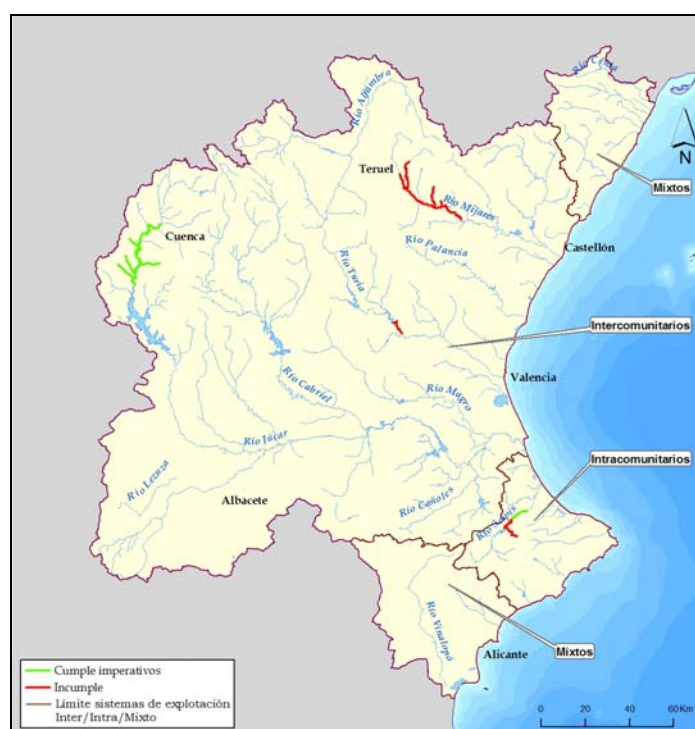 Río Cenia
Río Alfambra
Teruel
N
Mixtos
Río Mijares
Cuenca
Castellón
Río Palancia
Río Turia
Intercomunitarios
Valencia
Río Cabriel
Río Magro
Río Júcar
Intracomunitarios
Río Lezuza
Albacete
Río Cañoles
Río Serpis
Río Vinalopó
Alicante
Mixtos
Cumple imperativos
Incumple
Límite sistemas de explotación
Inter/Intra/Mixto
0 20 40 60 Km